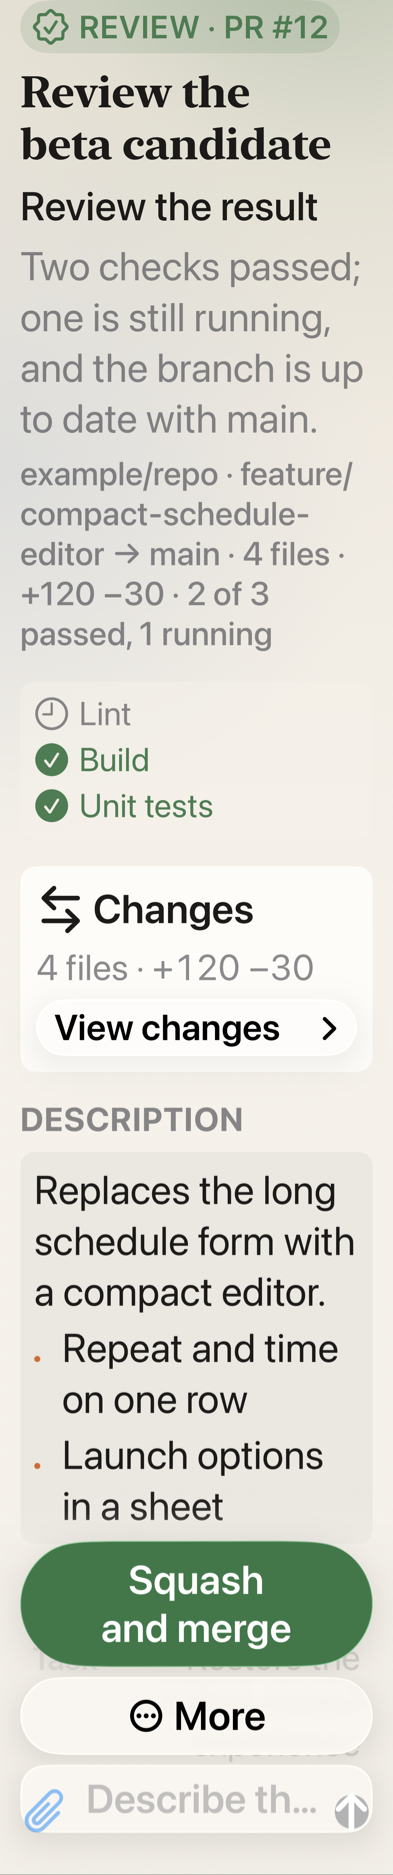 REVIEW · PR #12
Review the
beta candidate
Review the result
Two checks passed;
one is still running,
and the branch is up
to date with main.
example/repo · feature/
compact-schedule-
editor → main · 4 files ·
+120 −30 · 2 of 3
passed, 1 running
Lint
Build
Unit tests
Changes
4 files · +120 −30
View changes
DESCRIPTION
Replaces the long
schedule form with
a compact editor.
• Repeat and time
on one row
• Launch options
in a sheet
Squash
and merge
Task Restore the
More
experience
Describe th...